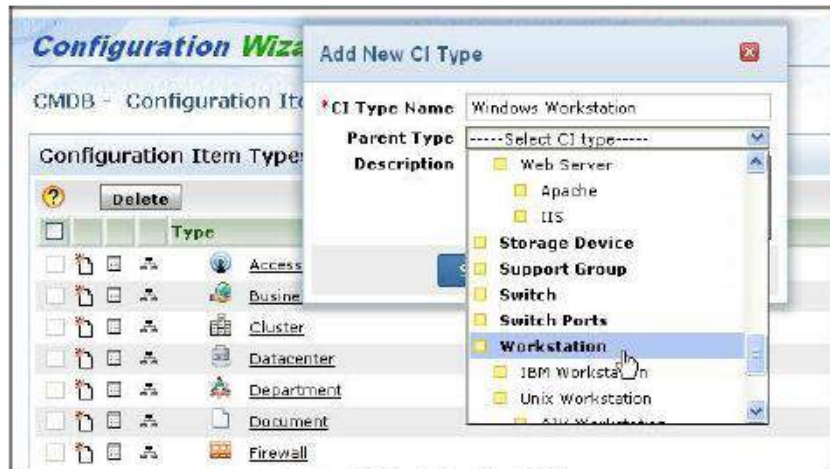 Configuration Wiza
CMDB - Configuration Ite
Configuration Item Types
Delete
Type
Access
Busine
Cluster
Datacenter
Department
Document
Firewall
Add New CI Type
*CI Type Name Windows Workstation
Parent Type -----Select CI type-----
Description
Web Server
Apache
IIS
Storage Device
Support Group
Switch
Switch Ports
Workstation
IBM Workstation
Unix Workstation